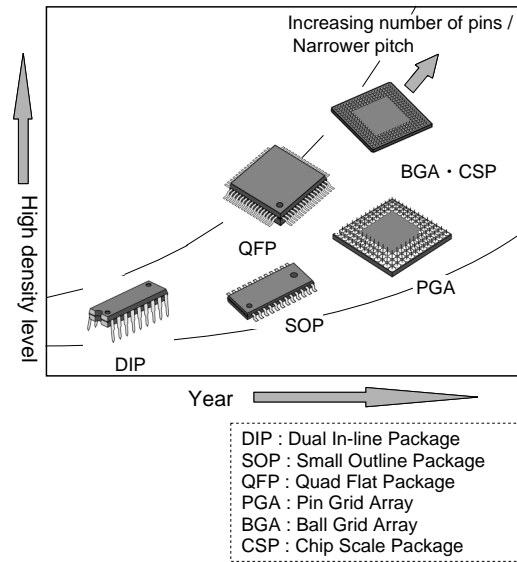 Increasing number of pins /
Narrower pitch
High density level
BGA・CSP
QFP
PGA
SOP
DIP
Year
DIP : Dual In-line Package
SOP : Small Outline Package
QFP : Quad Flat Package
PGA : Pin Grid Array
BGA : Ball Grid Array
CSP : Chip Scale Package